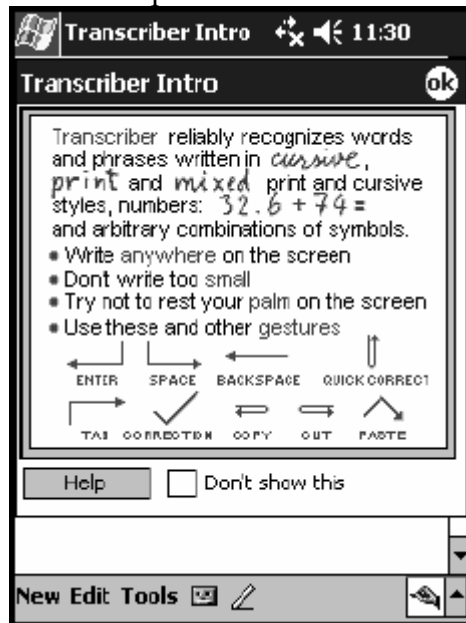 Transcriber Intro 11:30
Transcriber Intro ok
Transcriber reliably recognizes words
and phrases written in cursive,
print and mixed print and cursive
styles, numbers: 32.6 + 74 =
and arbitrary combinations of symbols.
• Write anywhere on the screen
• Dont write too small
• Try not to rest your palm on the screen
• Use these and other gestures
ENTER SPACE BACKSPACE QUICK CORRECT
TAB CORRECTION COPY CUT PASTE
Help Don't show this
New Edit Tools